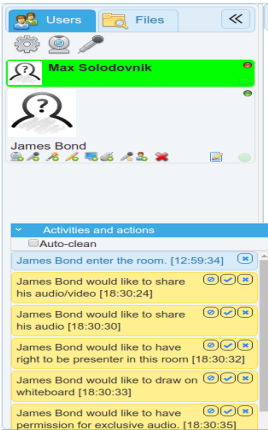 Users Files
Max Solodovnik
James Bond
Activities and actions
Auto-clean
James Bond enter the room. [12:59:34]
James Bond would like to share
his audio/video [18:30:24]
James Bond would like to share
his audio [18:30:30]
James Bond would like to have
right to be presenter in this room [18:30:32]
James Bond would like to draw on
whiteboard [18:30:33]
James Bond would like to have
permission for exclusive audio. [18:30:35]